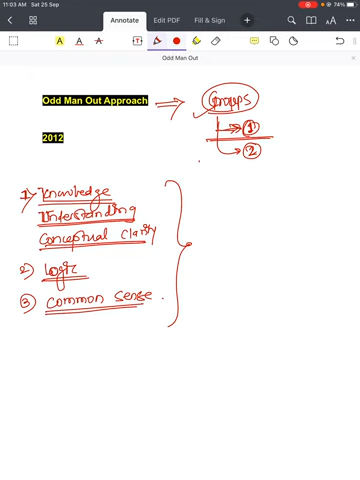 11:03 AM Sat 25 Sep
74%
Annotate
Edit PDF
Fill & Sign
Odd Man Out
Odd Man Out Approach
Groups
1
2
2012
1) Knowledge
Understanding
Conceptual clarity
2) Logic
3 Common sense.